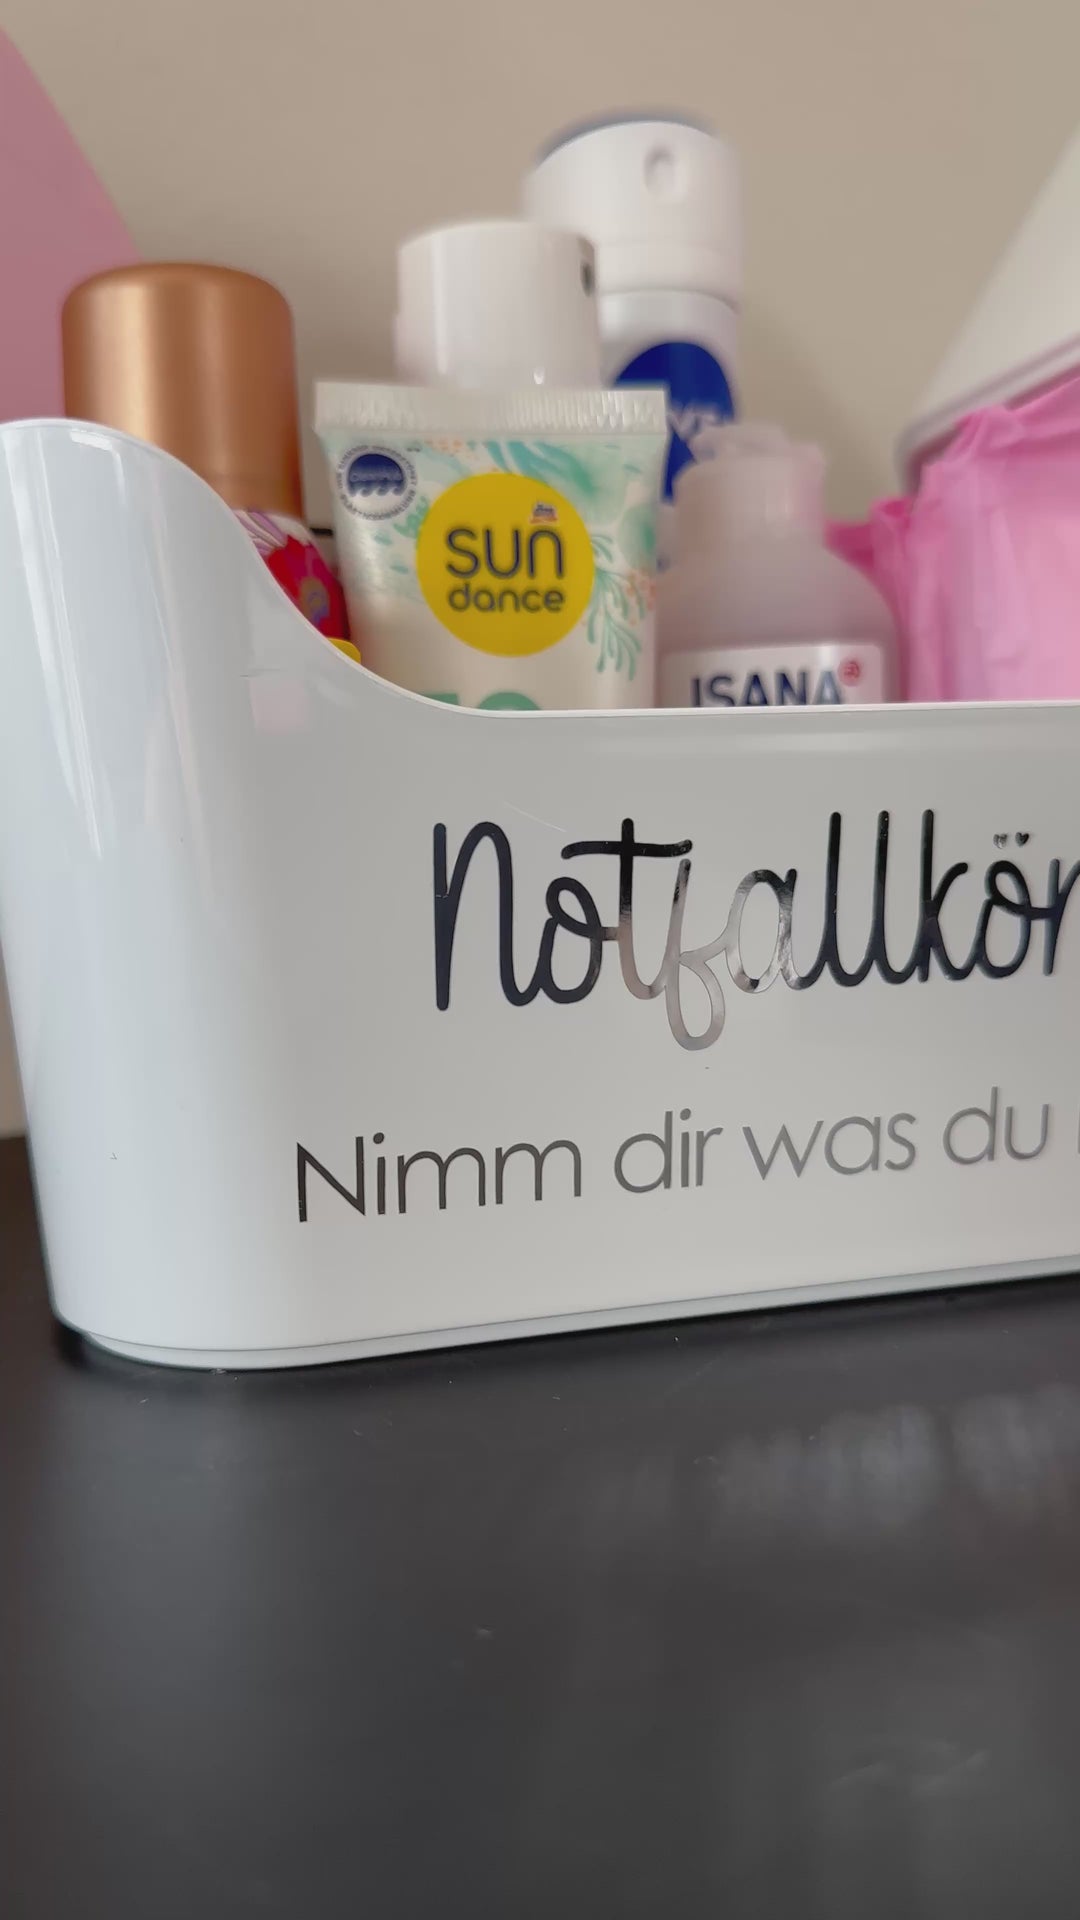 SUN
dance
ISANA
Notfallkör
Nimm dir was du